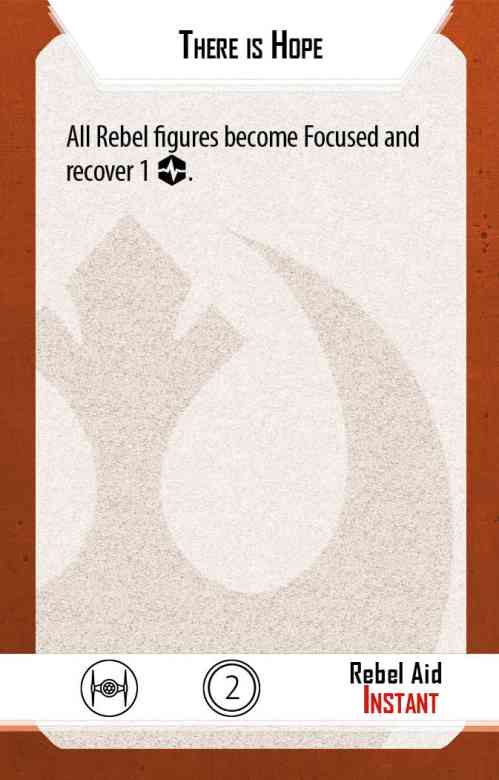 There is Hope
All Rebel figures become Focused and
recover 1 .
2
Rebel Aid
Instant